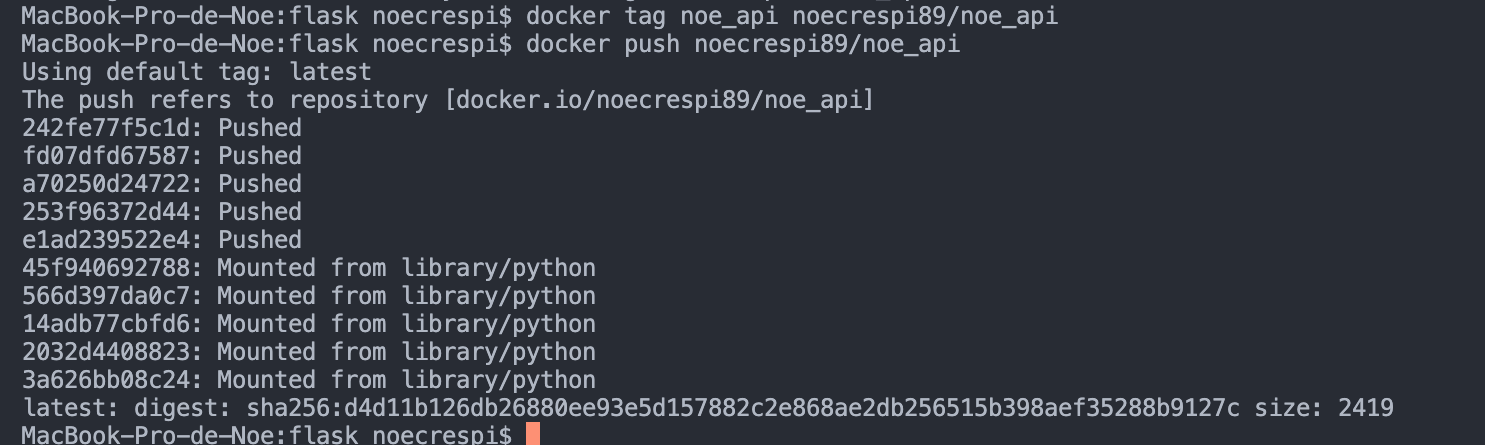 MacBook-Pro-de-Noe:flask noecrespi$ docker tag noe_api noecrespi89/noe_api
MacBook-Pro-de-Noe:flask noecrespi$ docker push noecrespi89/noe_api
Using default tag: latest
The push refers to repository [docker.io/noecrespi89/noe_api]
242fe77f5c1d: Pushed
fd07dfd67587: Pushed
a70250d24722: Pushed
253f96372d44: Pushed
e1ad239522e4: Pushed
45f940692788: Mounted from library/python
566d397da0c7: Mounted from library/python
14adb77cbfd6: Mounted from library/python
2032d4408823: Mounted from library/python
3a626bb08c24: Mounted from library/python
latest: digest: sha256:d4d11b126db26880ee93e5d157882c2e868ae2db256515b398aef35288b9127c size: 2419
MacBook-Pro-de-Noe:flask noecrespi$